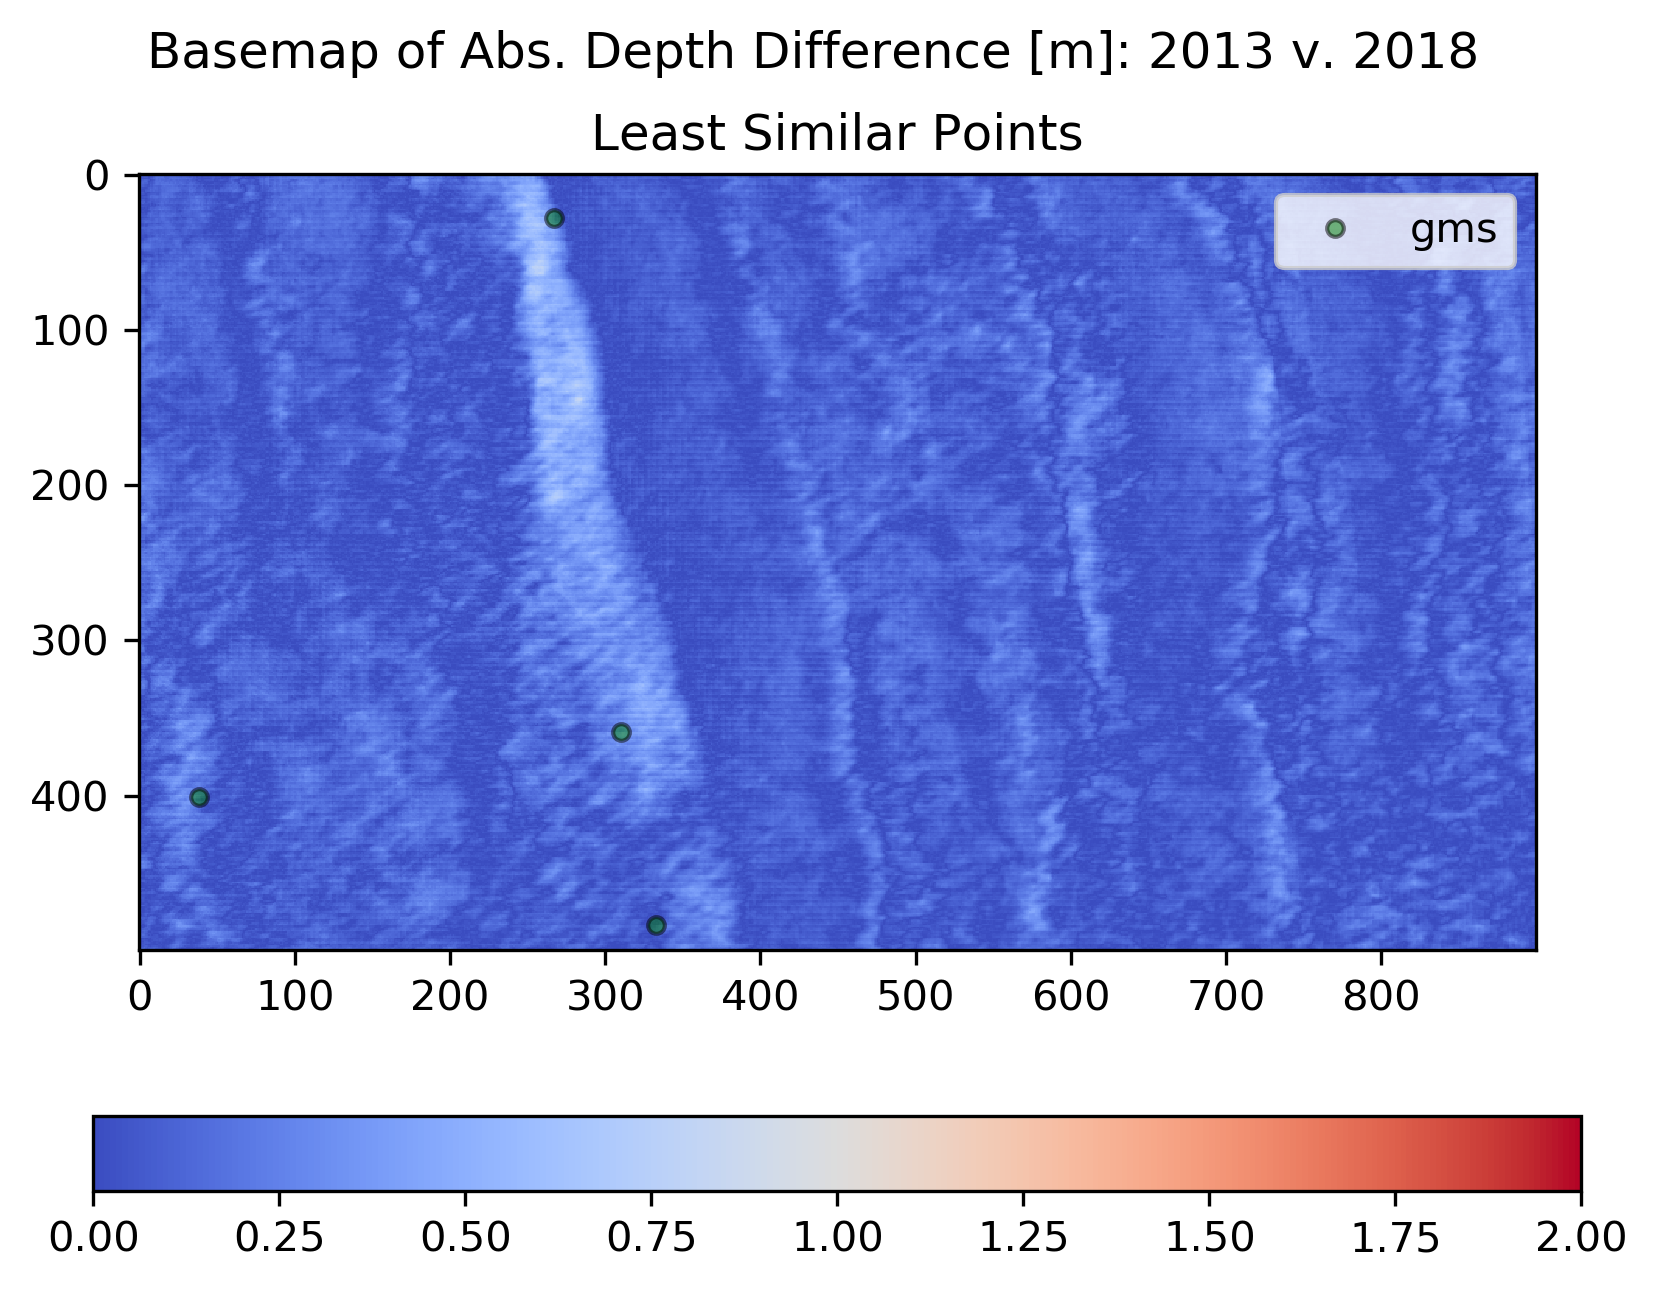 Basemap of Abs. Depth Difference [m]: 2013 v. 2018
Least Similar Points
gms
0
100
200
300
400
0 100 200 300 400 500 600 700 800
0.00 0.25 0.50 0.75 1.00 1.25 1.50 1.75 2.00